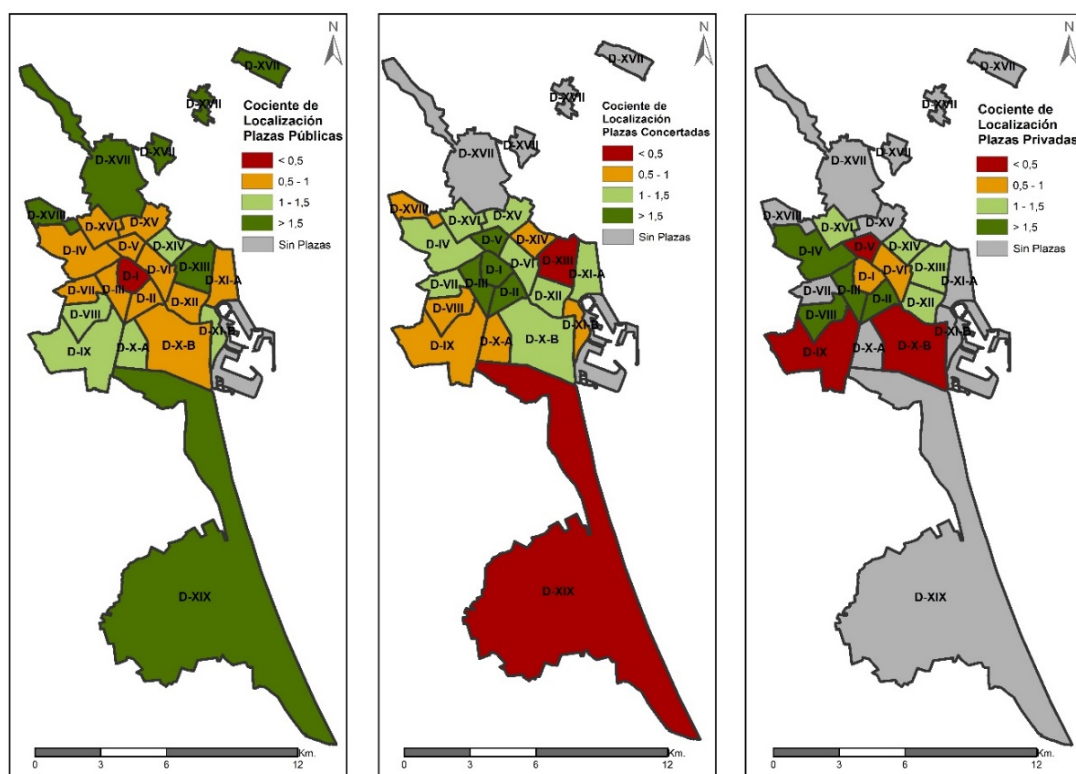 N
D-XVII
D-XVII
D-XVII
D-XVII
Cociente de
Localización
Plazas Públicas
< 0,5
0,5 - 1
1 - 1,5
> 1,5
Sin Plazas
D-XVIII
D-XVI
D-XV
D-IV
D-V
D-XIV
D-I
D-VI
D-XIII
D-VII
D-III
D-II
D-XII
D-XI-A
D-VIII
D-XI-B
D-IX
D-X-A
D-X-B
D-XIX
Km.
0
3
6
12
N
D-XVII
D-XVII
D-XVII
D-XVII
Cociente de
Localización
Plazas Concertadas
< 0,5
0,5 - 1
1 - 1,5
> 1,5
Sin Plazas
D-XVIII
D-XVI
D-XV
D-IV
D-V
D-XIV
D-I
D-VI
D-XIII
D-XI-A
D-VII
D-III
D-II
D-XII
D-VIII
D-XI-B
D-IX
D-X-A
D-X-B
D-XIX
Km.
0
3
6
12
N
D-XVII
D-XVII
D-XVII
D-XVII
Cociente de
Localización
Plazas Privadas
< 0,5
0,5 - 1
1 - 1,5
> 1,5
Sin Plazas
D-XVIII
D-XVI
D-XV
D-IV
D-V
D-XIV
D-I
D-VI
D-XIII
D-XI-A
D-VII
D-III
D-II
D-XII
D-VIII
D-XI-B
D-IX
D-X-A
D-X-B
D-XIX
Km.
0
3
6
12